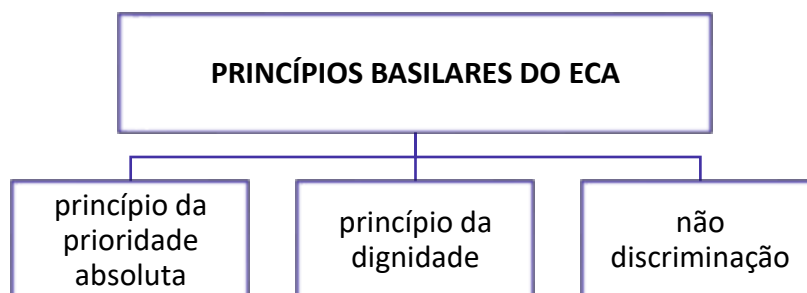 PRINCÍPIOS BASILARES DO ECA
princípio da
prioridade
absoluta
princípio da
dignidade
não
discriminação